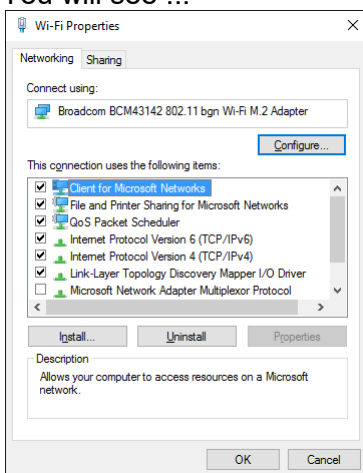 You will see ...
Wi-Fi Properties
Networking Sharing
Connect using:
Broadcom BCM43142 802.11 bgn Wi-Fi M.2 Adapter
Configure...
This connection uses the following items:
Client for Microsoft Networks
File and Printer Sharing for Microsoft Networks
QoS Packet Scheduler
Internet Protocol Version 6 (TCP/IPv6)
Internet Protocol Version 4 (TCP/IPv4)
Link-Layer Topology Discovery Mapper I/O Driver
Microsoft Network Adapter Multiplexor Protocol
Install... Uninstall Properties
Description
Allows your computer to access resources on a Microsoft
network.
OK Cancel